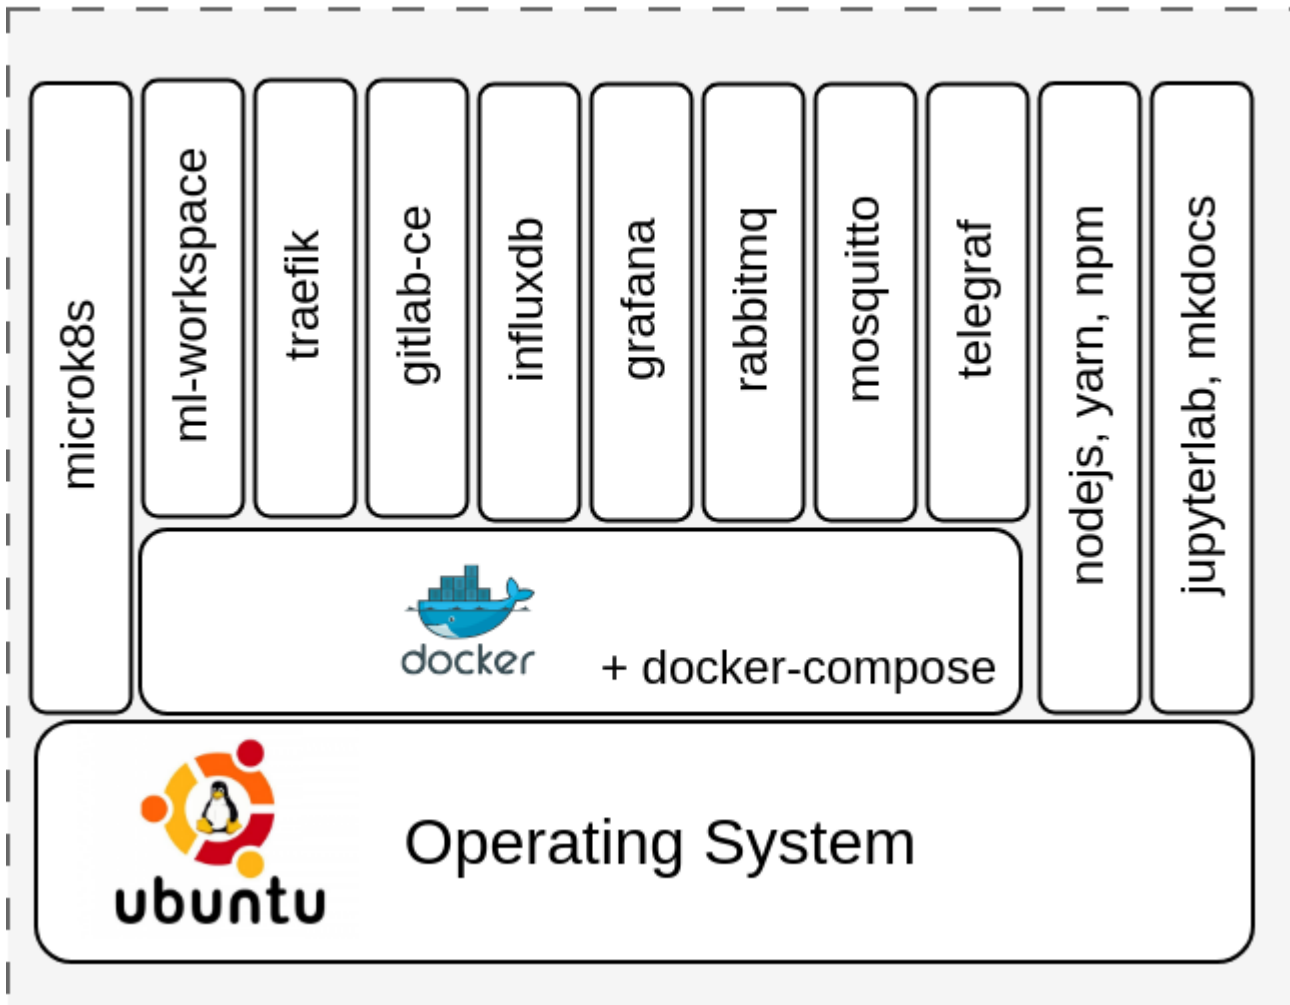 microk8s
ml-workspace
traefik
gitlab-ce
influxdb
grafana
rabbitmq
mosquitto
telegraf
nodejs, yarn, npm
jupyterlab, mkdocs
docker
+ docker-compose
ubuntu
Operating System